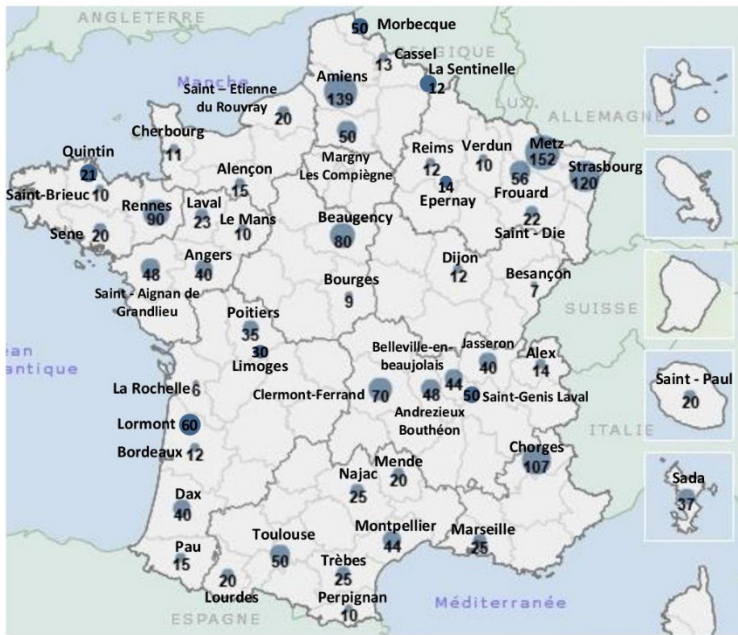 ANGLETERRE
50 Morbecque
BELGIQUE
Cassel
13
La Sentinelle
12
Manche
Amiens
139
Saint – Etienne
du Rouvray
20
LUX.
ALLEMAGNE
Cherbourg
11
50
Margny
Les Compiègne
Reims
12
Verdun
10
Metz
152
Strasbourg
120
Quintin
21
Alençon
15
14
Epernay
56
Frouard
Saint-Brieuc 10
Rennes
90
Laval
23
Le Mans
10
Beaugency
80
22
Saint - Die
Sene
20
Angers
40
48
Saint - Aignan de
Grandlieu
Bourges
9
Dijon
12
Besançon
7
SUISSE
Poitiers
35
30
Limoges
Belleville-en-
beaujolais
44
Jasseron
40
Alex
14
éan
antique
La Rochelle 6
Clermont-Ferrand 70
48
Andrezieux
Bouthéon
50 Saint-Genis Laval
Saint - Paul
20
Lormont 60
Bordeaux 12
ITALIE
Chorges
107
Mende
20
Najac
25
Sada
37
Dax
40
Toulouse
50
Montpellier
44
Marseille
25
Pau
15
20
Lourdes
Trèbes
25
Perpignan
10
Méditerranée
ESPAGNE